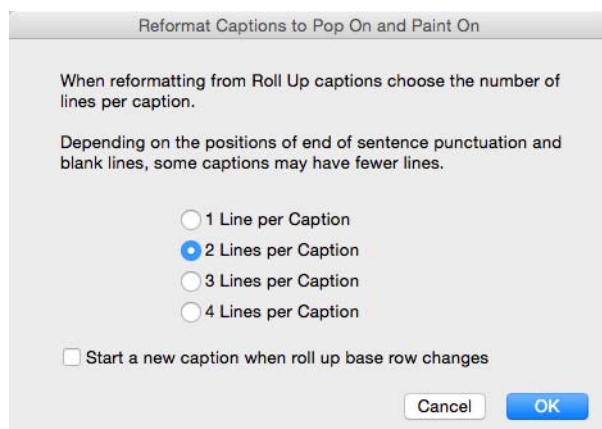 Reformat Captions to Pop On and Paint On
When reformatting from Roll Up captions choose the number of
lines per caption.
Depending on the positions of end of sentence punctuation and
blank lines, some captions may have fewer lines.
1 Line per Caption
2 Lines per Caption
3 Lines per Caption
4 Lines per Caption
Start a new caption when roll up base row changes
Cancel OK